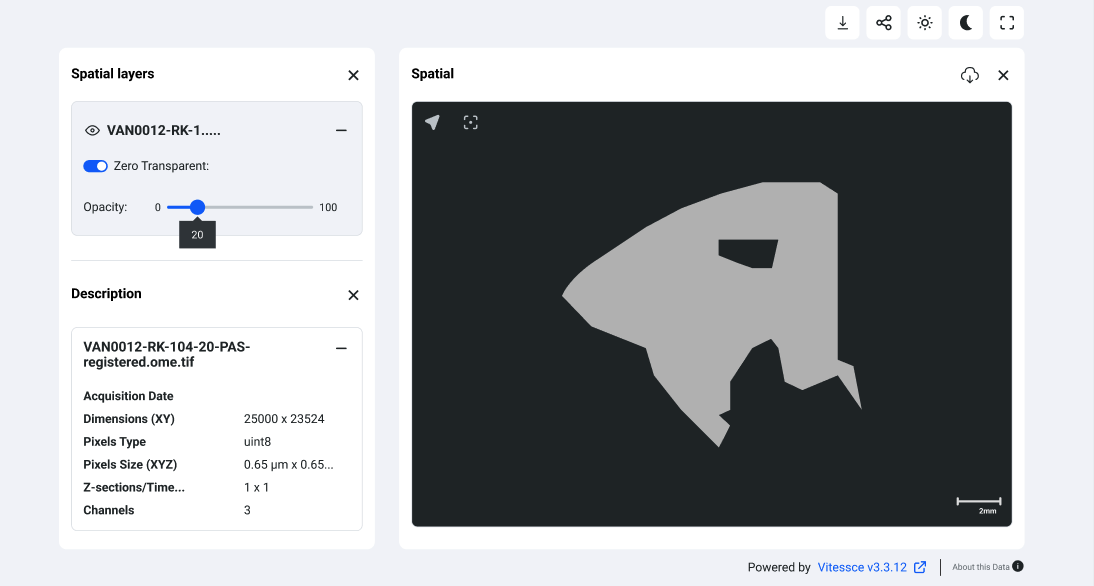 Spatial layers
VAN0012-RK-1.....
Zero Transparent:
Opacity: 0 100
20
Description
VAN0012-RK-104-20-PAS-
registered.ome.tif
Acquisition Date
Dimensions (XY) 25000 x 23524
Pixels Type uint8
Pixels Size (XYZ) 0.65 µm x 0.65...
Z-sections/Time... 1 x 1
Channels 3
Spatial
2mm
Powered by Vitessce v3.3.12 About this Data